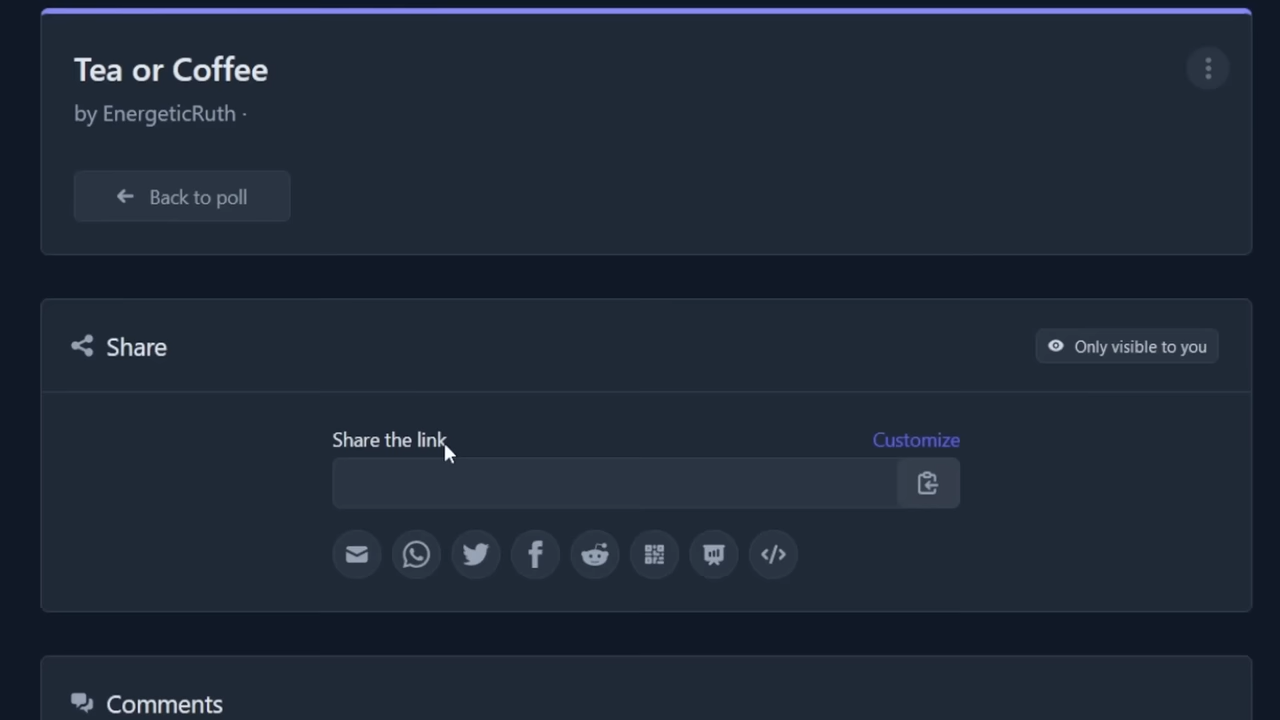 Tea or Coffee
by EnergeticRuth ·
Back to poll
Share
Only visible to you
Share the link
Customize
Comments